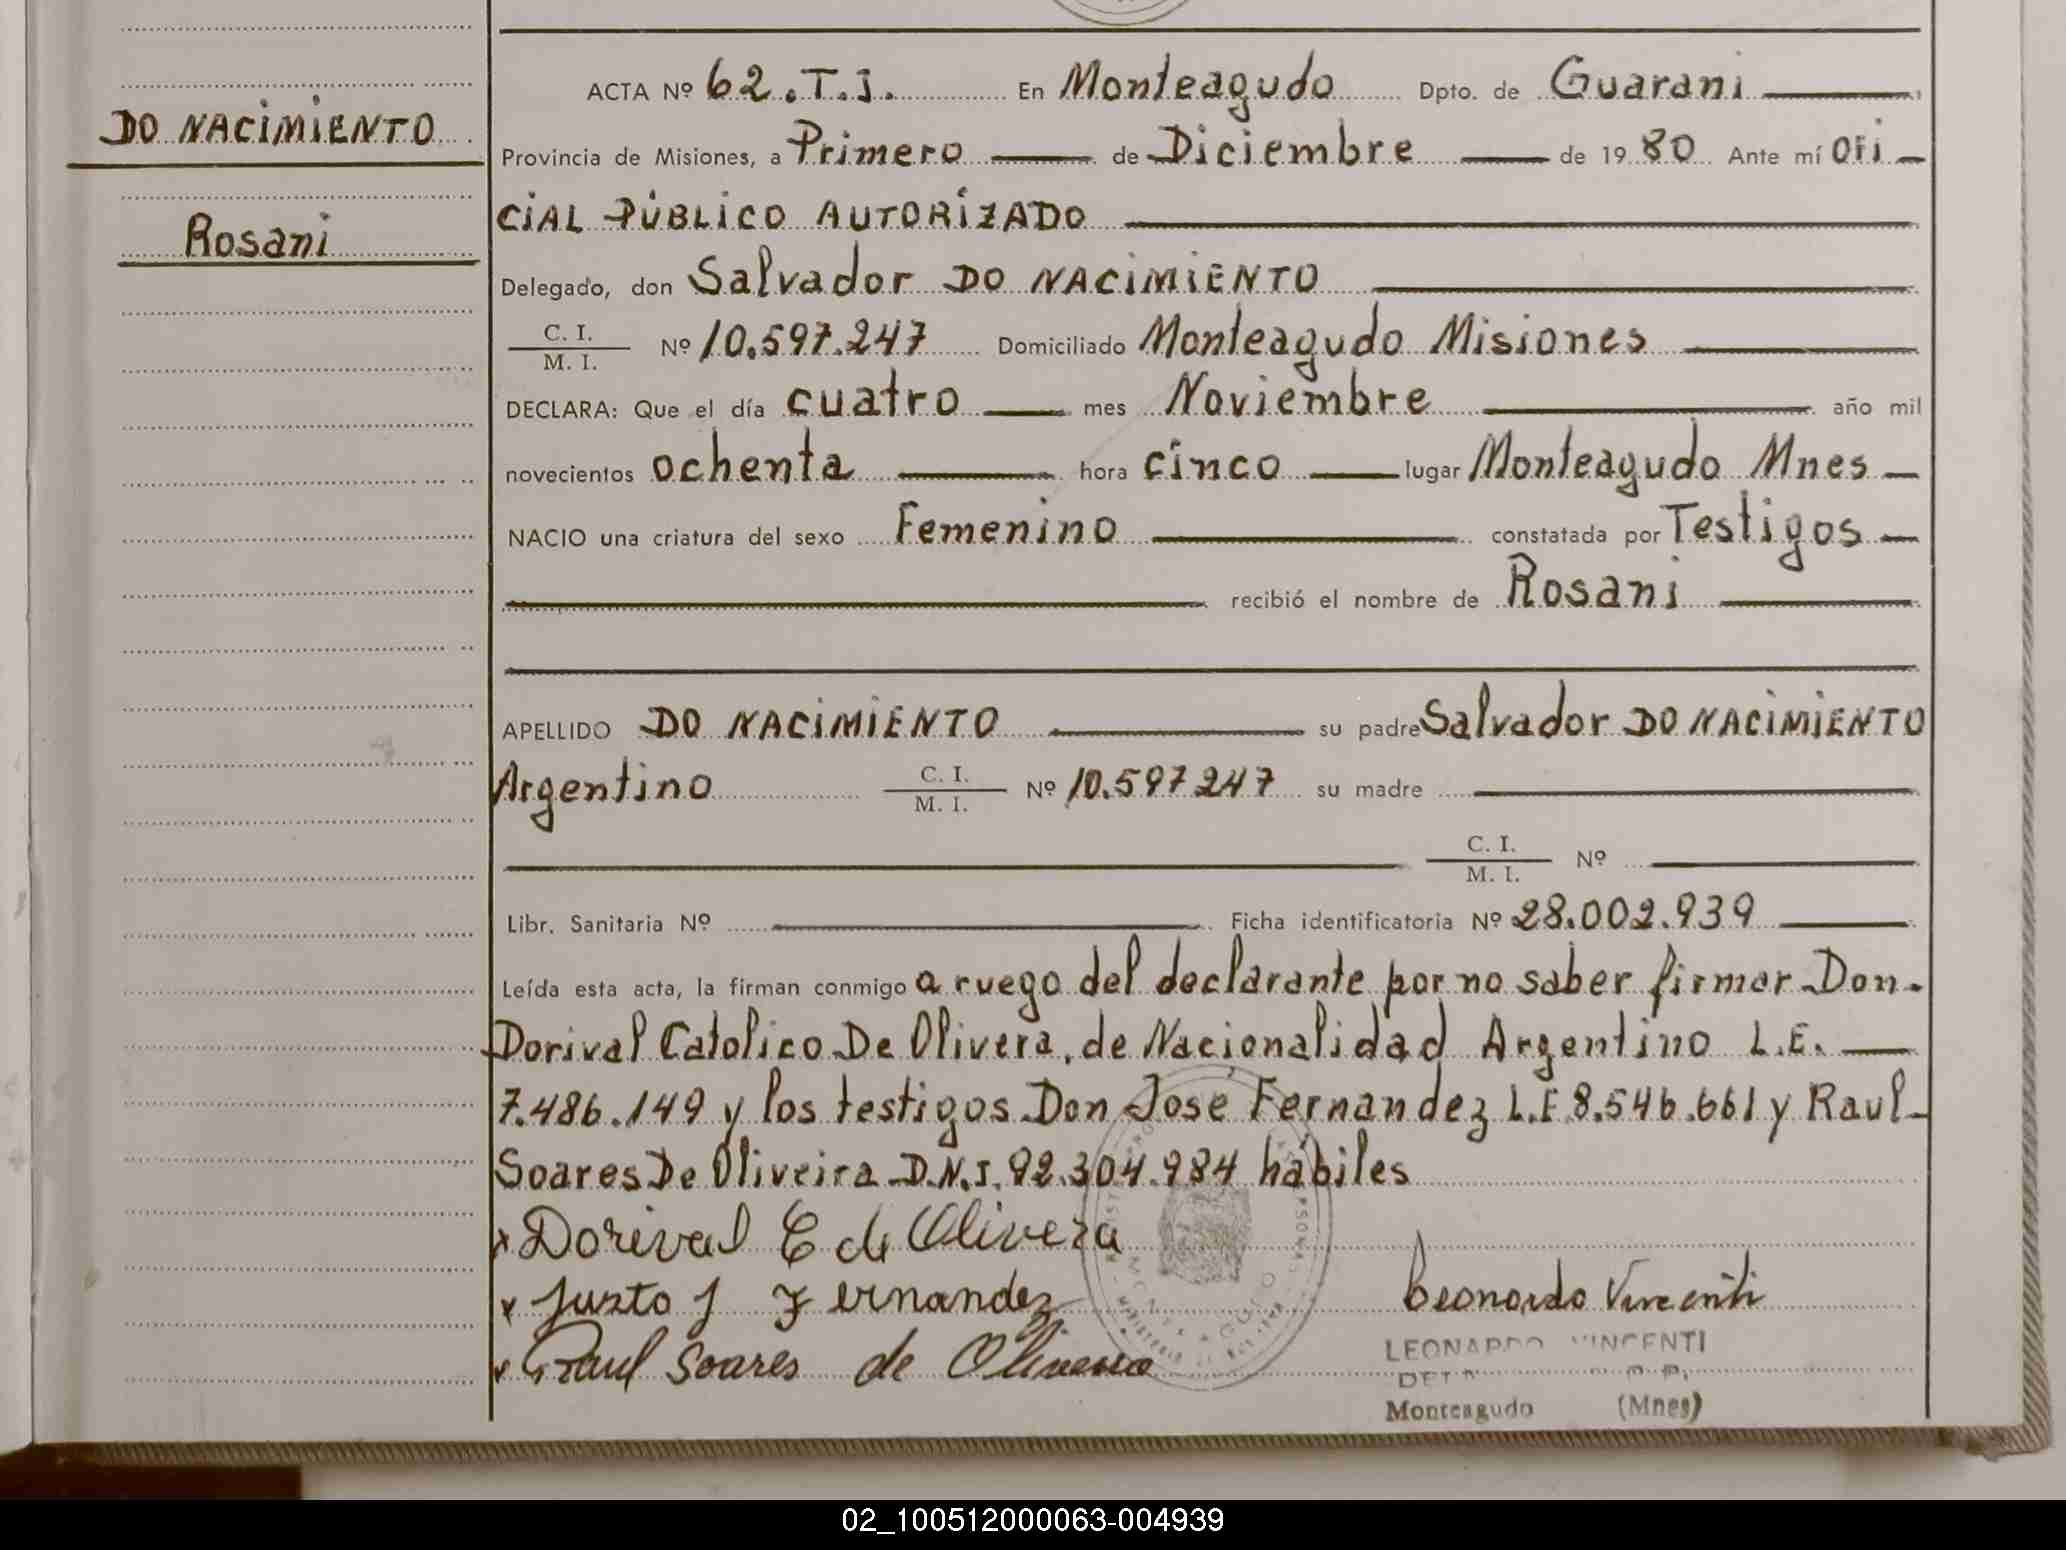 ACTA Nº 62.T.I. En Monteagudo Dpto. de Guarani
DO NACIMIENTO
Provincia de Misiones, a Primero de Diciembre de 1980 Ante mí Ofi
CIAL PÚBLICO AUTORIZADO
Rosani
Delegado, don Salvador DO NACIMIENTO
C. I.
M. I. Nº 10.597.247 Domiciliado Monteagudo Misiones
DECLARA: Que el día cuatro mes Noviembre año mil
novecientos ochenta hora cinco lugar Monteagudo Mnes
NACIO una criatura del sexo Femenino constatada por Testigos
recibió el nombre de Rosani
APELLIDO DO NACIMIENTO su padre Salvador DO NACIMIENTO
Argentino C. I.
M. I. Nº 10.597247 su madre
C. I.
M. I. Nº
Libr. Sanitaria Nº Ficha identificatoria Nº 28.002.939
Leída esta acta, la firman conmigo a ruego del declarante por no saber firmar Don.
Dorival Catolico De Olivera, de Nacionalidad Argentino L.E.
7.486.149 y los testigos Don Jose Fernandez L.E 8.546.661 y Raul
Soares De Oliveira D.N.I. 92.304.984 hábiles
x Dorival C de Olivera
x Justo J Fernandez
Leonardo Vincenti
x Raul Soares de Oliveira
LEONARDO VINCENTI
Monteagudo (Mnes)
02_100512000063-004939